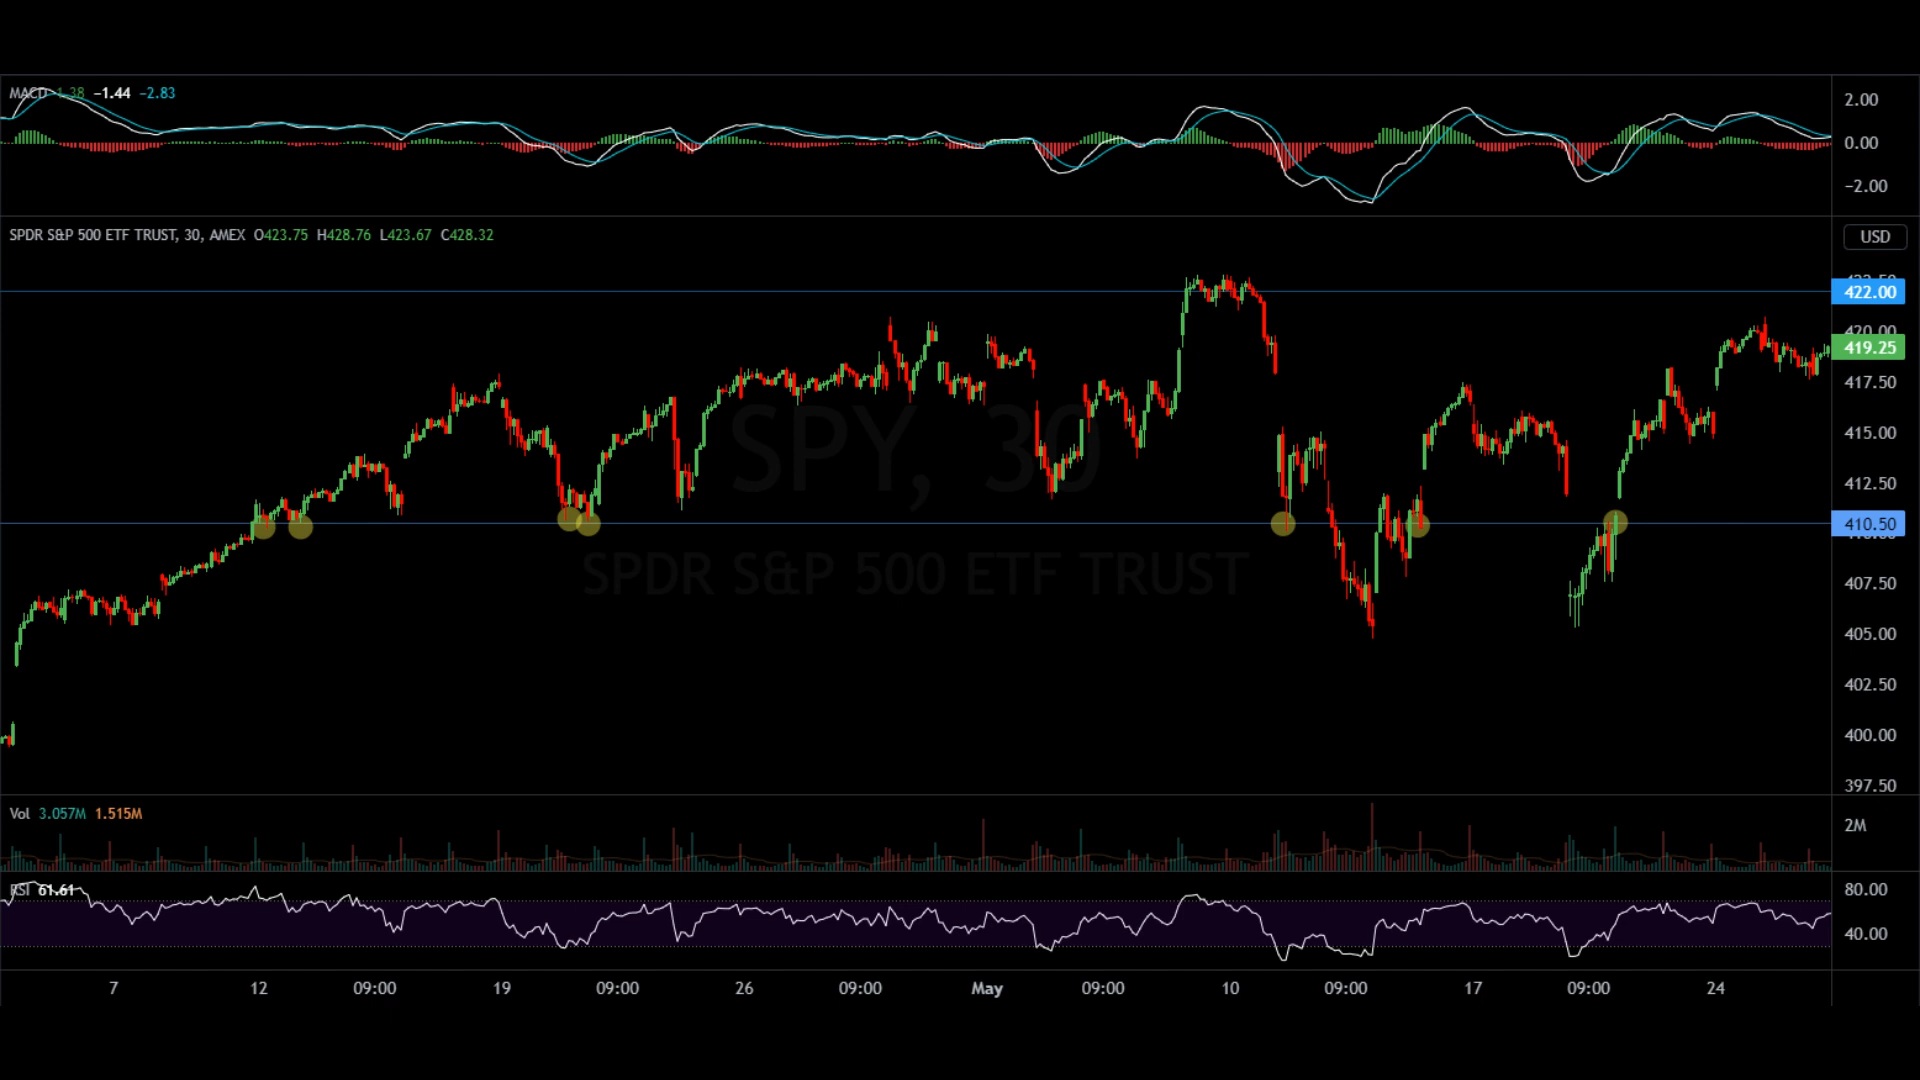 MACD 1.38 −1.44 −2.83
2.00
0.00
−2.00
SPDR S&P 500 ETF TRUST, 30, AMEX O423.75 H428.76 L423.67 C428.32
USD
422.00
420.00
419.25
417.50
415.00
412.50
410.50
407.50
405.00
402.50
400.00
397.50
SPY, 30
SPDR S&P 500 ETF TRUST
Vol 3.057M 1.515M
2M
RSI 61.61
80.00
40.00
7 12 09:00 19 09:00 26 09:00 May 09:00 10 09:00 17 09:00 24